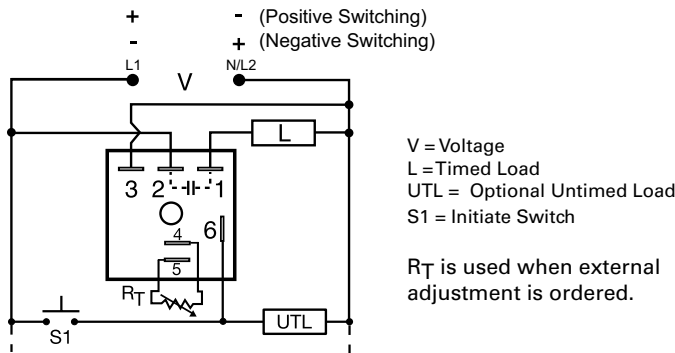 + - (Positive Switching)
- + (Negative Switching)
L1 N/L2
V
L
3 2 1
6
4
5
RT
S1
UTL
V = Voltage
L = Timed Load
UTL = Optional Untimed Load
S1 = Initiate Switch
RT is used when external
adjustment is ordered.